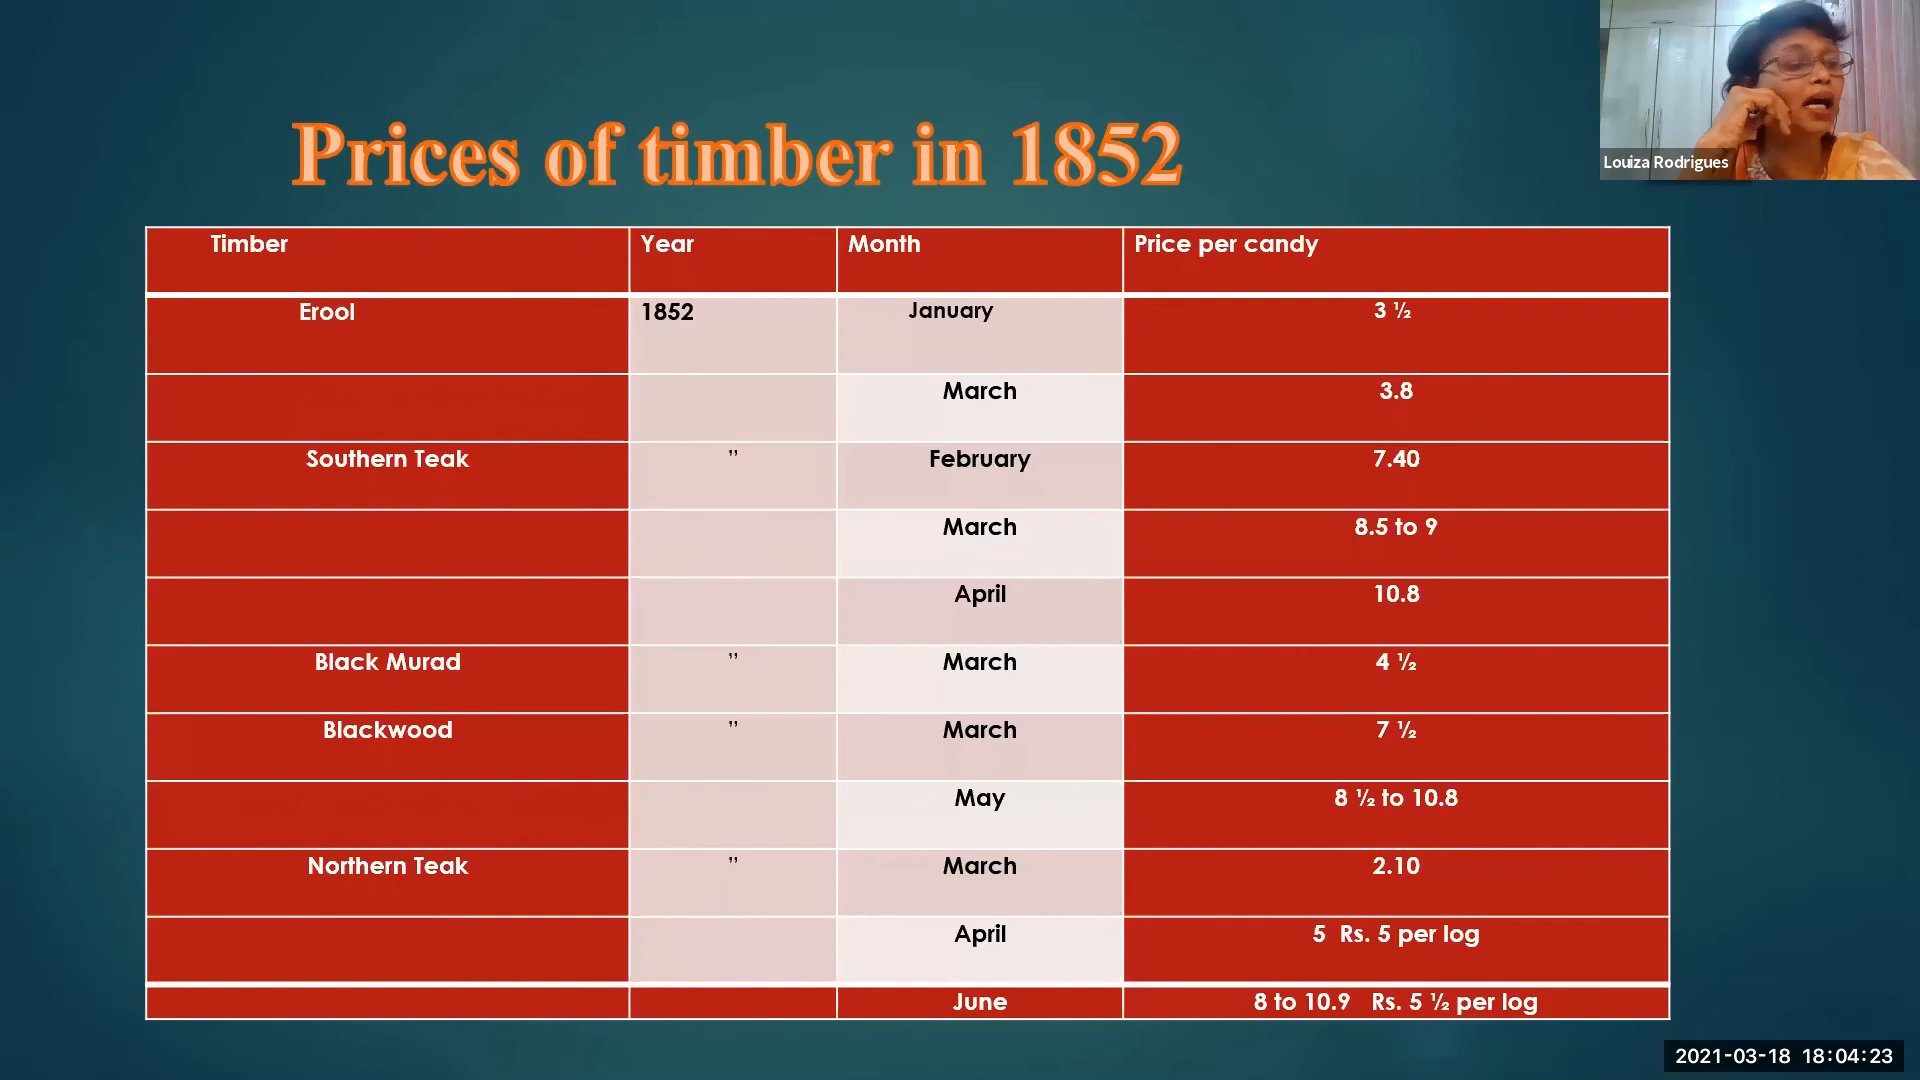 Prices of timber in 1852
Louiza Rodrigues
Timber Year Month Price per candy
Erool 1852 January 3 ½
March 3.8
Southern Teak ” February 7.40
March 8.5 to 9
April 10.8
Black Murad ” March 4 ½
Blackwood ” March 7 ½
May 8 ½ to 10.8
Northern Teak ” March 2.10
April 5 Rs. 5 per log
June 8 to 10.9 Rs. 5 ½ per log
2021-03-18 18:04:23